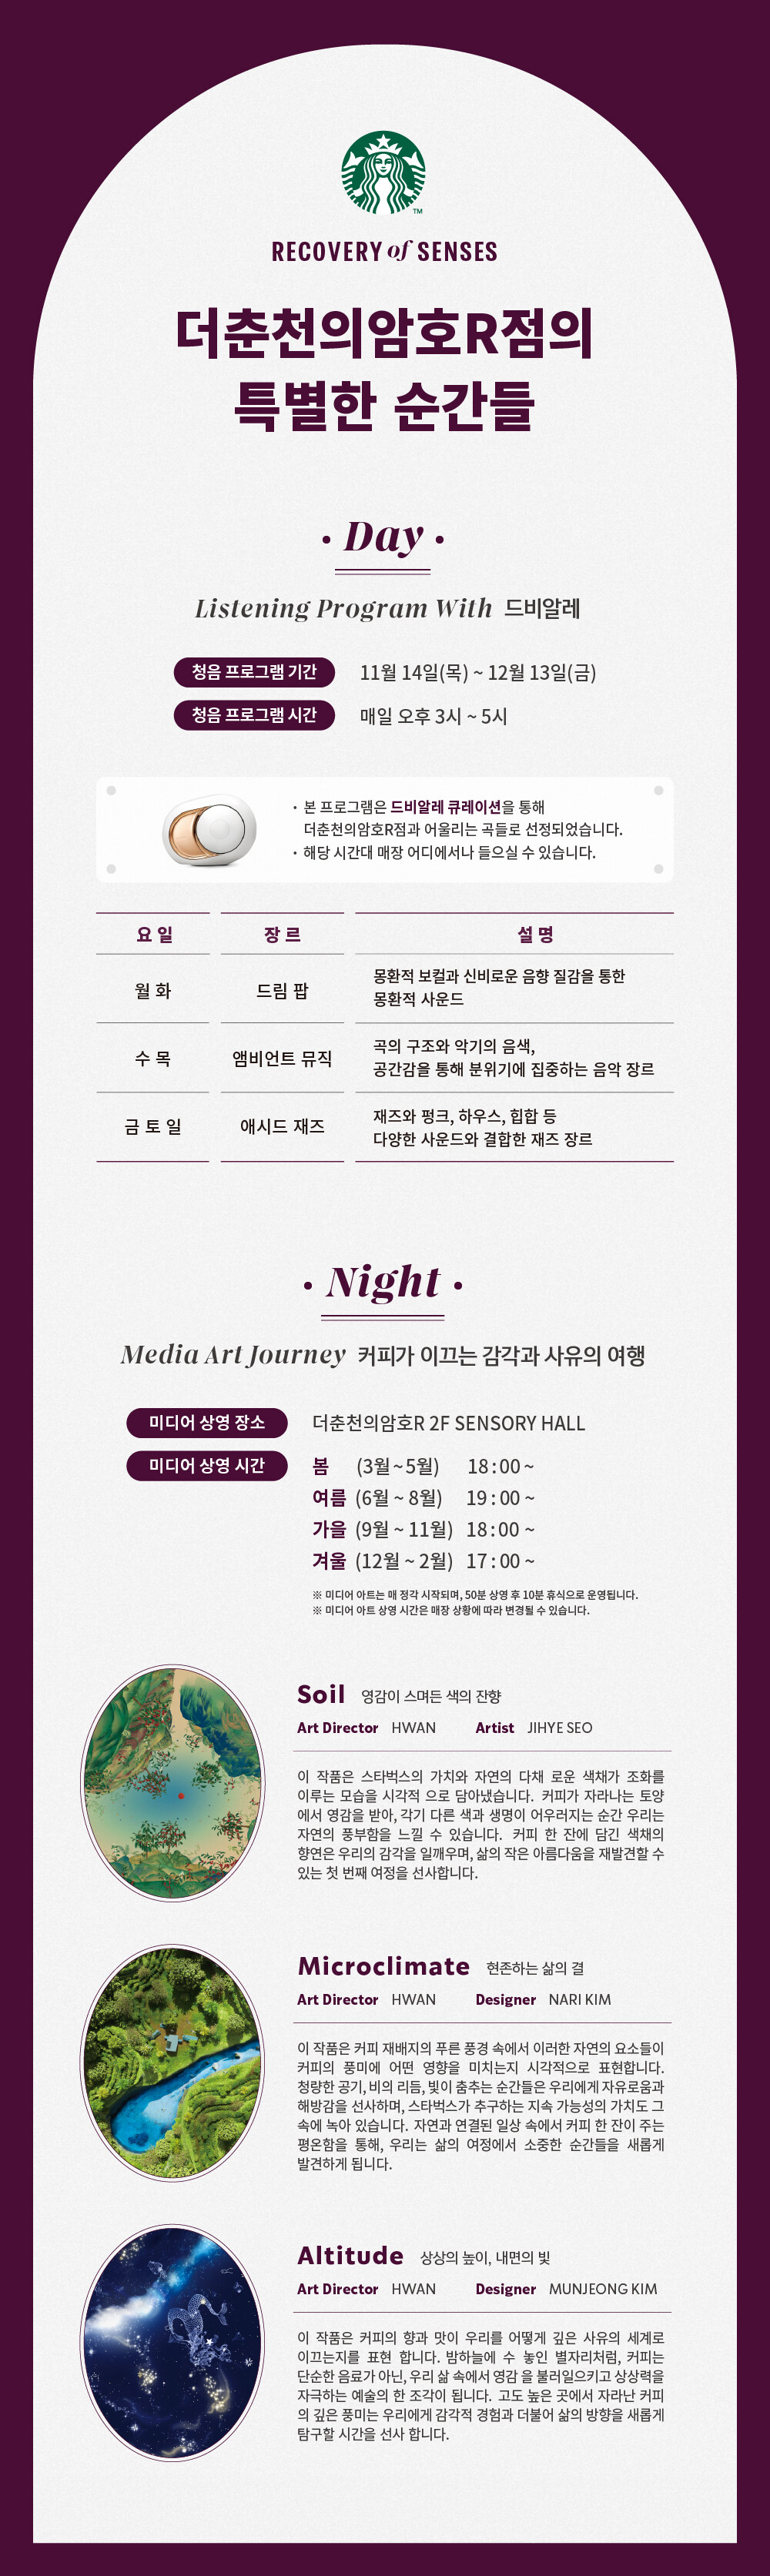 TM
RECOVERY of SENSES
더춘천의암호R점의
특별한 순간들
· Day ·
Listening Program With 드비알레
청음 프로그램 기간 11월 14일(목) ~ 12월 13일(금)
청음 프로그램 시간 매일 오후 3시 ~ 5시
· 본 프로그램은 드비알레 큐레이션을 통해
더춘천의암호R점과 어울리는 곡들로 선정되었습니다.
· 해당 시간대 매장 어디에서나 들으실 수 있습니다.
요 일 장 르 설 명
월 화 드림 팝 몽환적 보컬과 신비로운 음향 질감을 통한
몽환적 사운드
수 목 앰비언트 뮤직 곡의 구조와 악기의 음색,
공간감을 통해 분위기에 집중하는 음악 장르
금 토 일 애시드 재즈 재즈와 펑크, 하우스, 힙합 등
다양한 사운드와 결합한 재즈 장르
· Night ·
Media Art Journey 커피가 이끄는 감각과 사유의 여행
미디어 상영 장소 더춘천의암호R 2F SENSORY HALL
미디어 상영 시간 봄 (3월 ~ 5월) 18 : 00 ~
여름 (6월 ~ 8월) 19 : 00 ~
가을 (9월 ~ 11월) 18 : 00 ~
겨울 (12월 ~ 2월) 17 : 00 ~
※ 미디어 아트는 매 정각 시작되며, 50분 상영 후 10분 휴식으로 운영됩니다.
※ 미디어 아트 상영 시간은 매장 상황에 따라 변경될 수 있습니다.
Soil 영감이 스며든 색의 잔향
Art Director HWAN Artist JIHYE SEO
이 작품은 스타벅스의 가치와 자연의 다채 로운 색채가 조화를
이루는 모습을 시각적 으로 담아냈습니다. 커피가 자라나는 토양
에서 영감을 받아, 각기 다른 색과 생명이 어우러지는 순간 우리는
자연의 풍부함을 느낄 수 있습니다. 커피 한 잔에 담긴 색채의
향연은 우리의 감각을 일깨우며, 삶의 작은 아름다움을 재발견할 수
있는 첫 번째 여정을 선사합니다.
Microclimate 현존하는 삶의 결
Art Director HWAN Designer NARI KIM
이 작품은 커피 재배지의 푸른 풍경 속에서 이러한 자연의 요소들이
커피의 풍미에 어떤 영향을 미치는지 시각적으로 표현합니다.
청량한 공기, 비의 리듬, 빛이 춤추는 순간들은 우리에게 자유로움과
해방감을 선사하며, 스타벅스가 추구하는 지속 가능성의 가치도 그
속에 녹아 있습니다. 자연과 연결된 일상 속에서 커피 한 잔이 주는
평온함을 통해, 우리는 삶의 여정에서 소중한 순간들을 새롭게
발견하게 됩니다.
Altitude 상상의 높이, 내면의 빛
Art Director HWAN Designer MUNJEONG KIM
이 작품은 커피의 향과 맛이 우리를 어떻게 깊은 사유의 세계로
이끄는지를 표현 합니다. 밤하늘에 수 놓인 별자리처럼, 커피는
단순한 음료가 아닌, 우리 삶 속에서 영감 을 불러일으키고 상상력을
자극하는 예술의 한 조각이 됩니다. 고도 높은 곳에서 자라난 커피
의 깊은 풍미는 우리에게 감각적 경험과 더불어 삶의 방향을 새롭게
탐구할 시간을 선사 합니다.